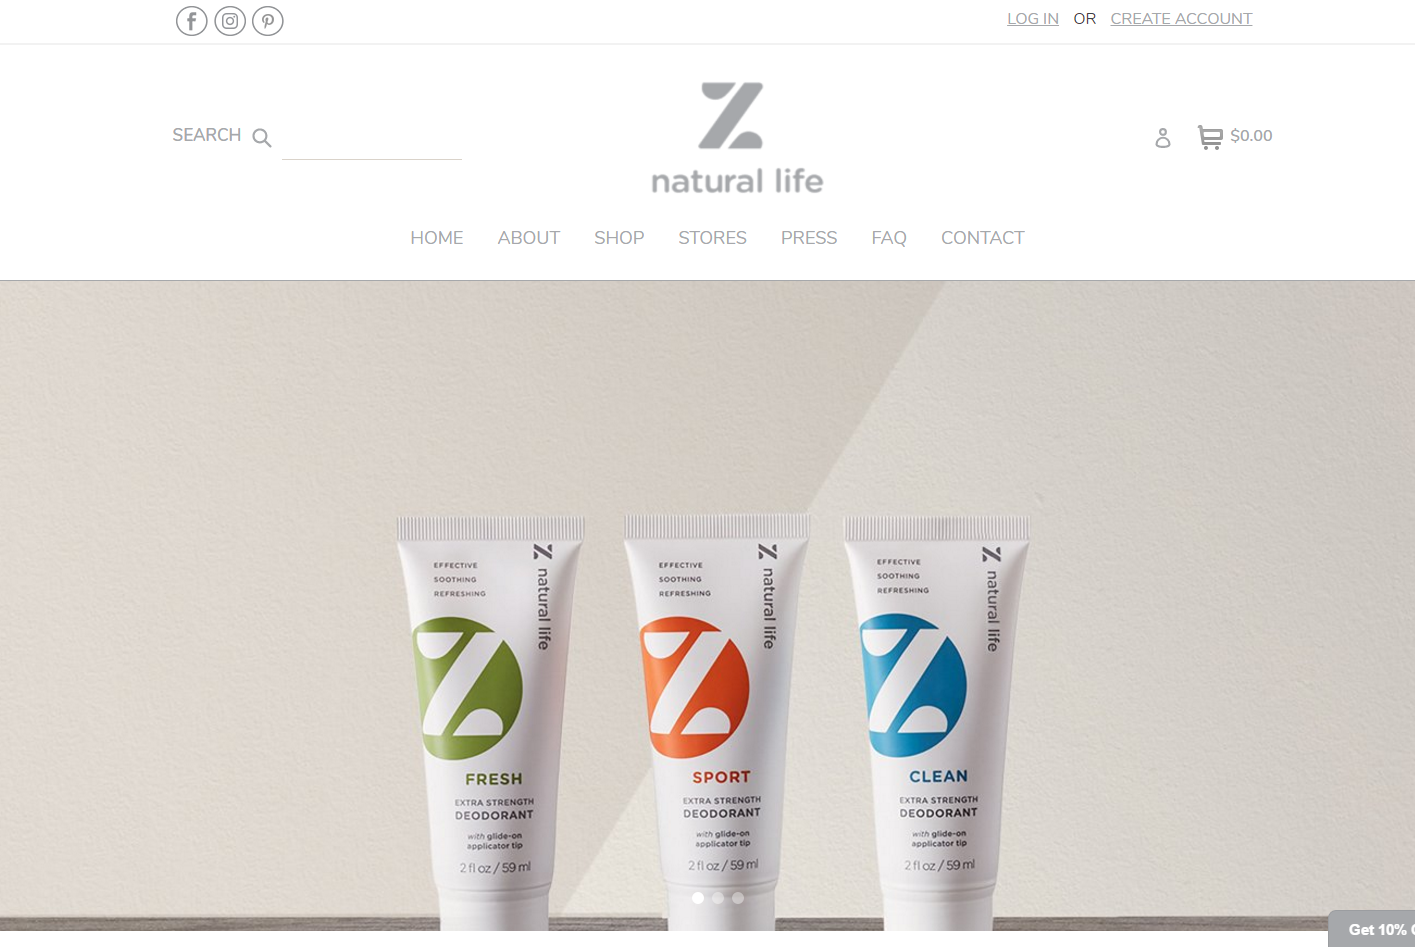 LOG IN OR CREATE ACCOUNT
SEARCH
$0.00
Z
natural life
HOME ABOUT SHOP STORES PRESS FAQ CONTACT
EFFECTIVE
SOOTHING
REFRESHING
Z natural life
Z
FRESH
EXTRA STRENGTH
DEODORANT
with glide-on
applicator tip
2 fl oz / 59 ml
EFFECTIVE
SOOTHING
REFRESHING
Z natural life
Z
SPORT
EXTRA STRENGTH
DEODORANT
with glide-on
applicator tip
2 fl oz / 59 ml
EFFECTIVE
SOOTHING
REFRESHING
Z natural life
Z
CLEAN
EXTRA STRENGTH
DEODORANT
with glide-on
applicator tip
2 fl oz / 59 ml
Get 10%